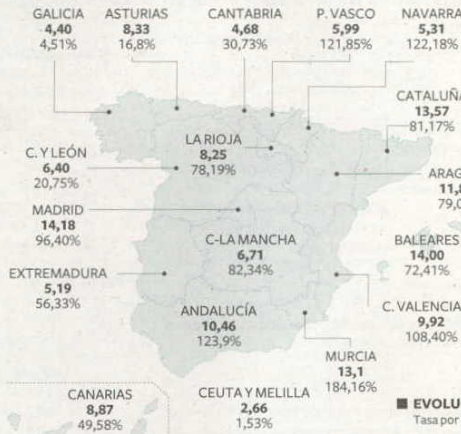 GALICIA
4,40
4,51%
ASTURIAS
8,33
16,8%
CANTABRIA
4,68
30,73%
P. VASCO
5,99
121,85%
NAVARRA
5,31
122,18%
CATALUÑA
13,57
81,17%
LA RIOJA
8,25
78,19%
C. Y LEÓN
6,40
20,75%
MADRID
14,18
96,40%
C-LA MANCHA
6,71
82,34%
BALEARES
14,00
72,41%
EXTREMADURA
5,19
56,33%
ANDALUCÍA
10,46
123,9%
C. VALENCIA
9,92
108,40%
MURCIA
13,1
184,16%
CANARIAS
8,87
49,58%
CEUTA Y MELILLA
2,66
1,53%
Tasa por